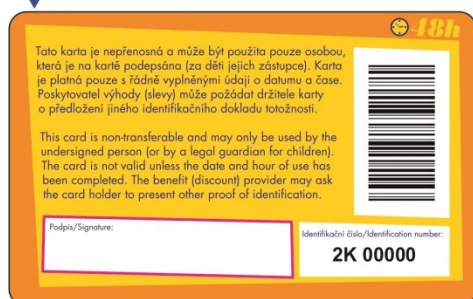 48h
Tato karta je nepřenosná a může být použita pouze osobou,
která je na kartě podepsána (za děti jejich zástupce). Karta
je platná pouze s řádně vyplněnými údaji o datumu a čase.
Poskytovatel výhody (slevy) může požádat držitele karty
o předložení jiného identifikačního dokladu totožnosti.
This card is non-transferable and may only be used by the
undersigned person (or by a legal guardian for children).
The card is not valid unless the date and hour of use has
been completed. The benefit (discount) provider may ask
the card holder to present other proof of identification.
Podpis/Signature:
Identifikační číslo/Identification number:
2K 00000